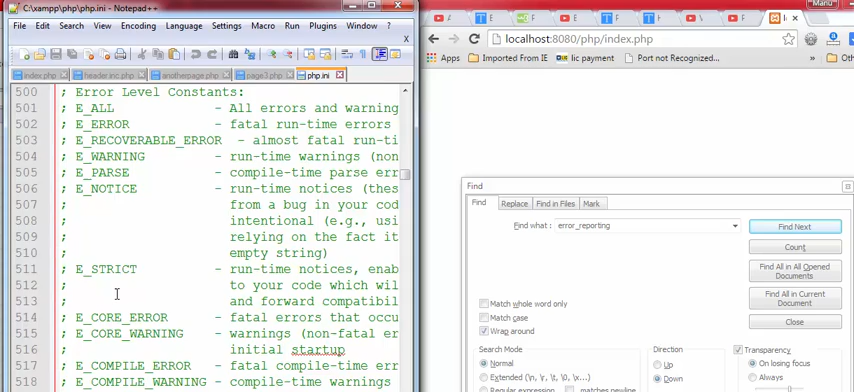 C:\xampp\php\php.ini - Notepad++
File Edit Search View Encoding Language Settings Macro Run Plugins Window ?
X
index.php header.inc.php anotherpage.php page3.php php.ini
500 ; Error Level Constants:
501 ; E_ALL - All errors and warning
502 ; E_ERROR - fatal run-time errors
503 ; E_RECOVERABLE_ERROR - almost fatal run-ti
504 ; E_WARNING - run-time warnings (non
505 ; E_PARSE - compile-time parse err
506 ; E_NOTICE - run-time notices (thes
507 ; from a bug in your code
508 ; intentional (e.g., usi
509 ; relying on the fact it
510 ; empty string)
511 ; E_STRICT - run-time notices, enab
512 ; to your code which wil
513 ; and forward compatibil
514 ; E_CORE_ERROR - fatal errors that occu
515 ; E_CORE_WARNING - warnings (non-fatal er
516 ; initial startup
517 ; E_COMPILE_ERROR - fatal compile-time err
518 ; E_COMPILE_WARNING - compile-time warnings
Manu
localhost:8080/php/index.php
Apps Imported From IE lic payment Port not Recognized...
Find
Find Replace Find in Files Mark
Find what : error_reporting
Find Next
Count
Find All in All Opened Documents
Find All in Current Document
Close
Match whole word only
Match case
Wrap around
Search Mode
Normal
Extended (\n, \r, \t, \0, \x...)
Regular expression . matches newline
Direction
Up
Down
Transparency
On losing focus
Always